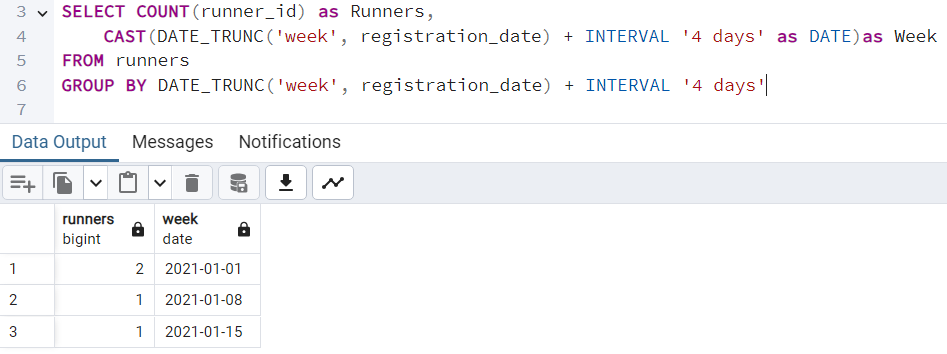 3 SELECT COUNT(runner_id) as Runners,
4 CAST(DATE_TRUNC('week', registration_date) + INTERVAL '4 days' as DATE)as Week
5 FROM runners
6 GROUP BY DATE_TRUNC('week', registration_date) + INTERVAL '4 days'
7
Data Output Messages Notifications
runners week
bigint date
1 2 2021-01-01
2 1 2021-01-08
3 1 2021-01-15